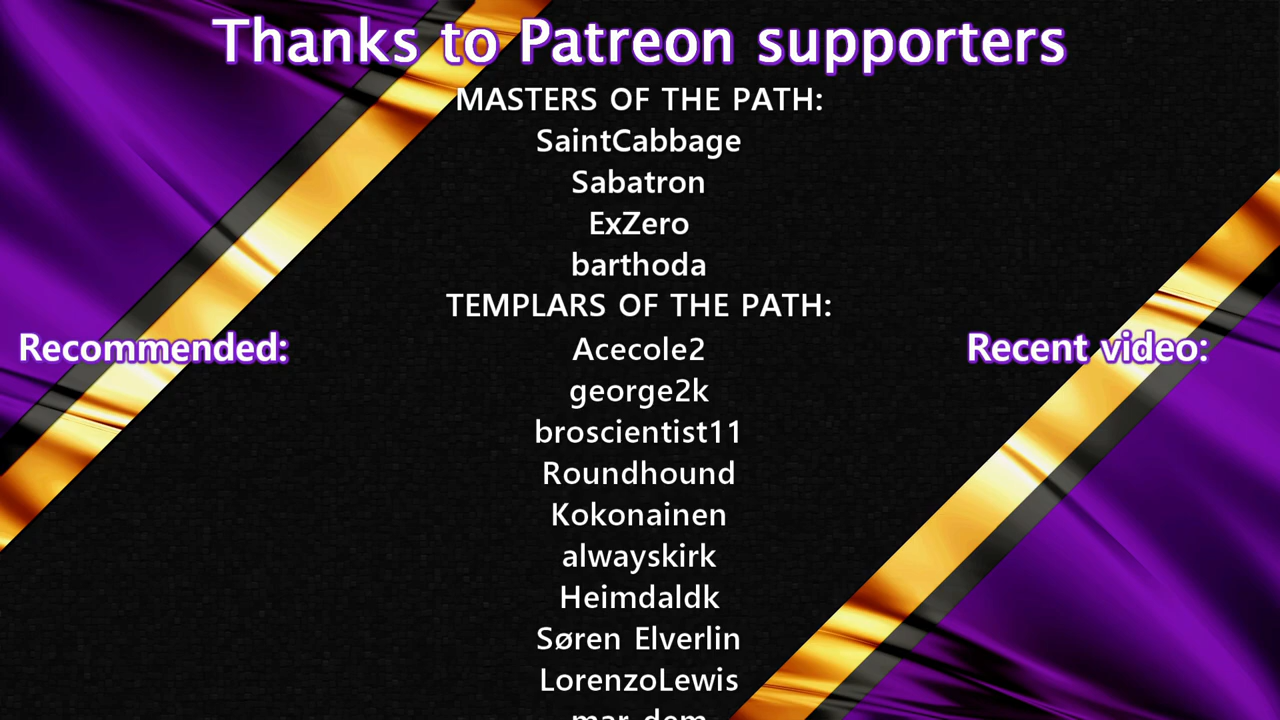 Thanks to Patreon supporters
MASTERS OF THE PATH:
SaintCabbage
Sabatron
ExZero
barthoda
TEMPLARS OF THE PATH:
Recommended:
Acecole2
Recent video:
george2k
broscientist11
Roundhound
Kokonainen
alwayskirk
Heimdaldk
Søren Elverlin
LorenzoLewis